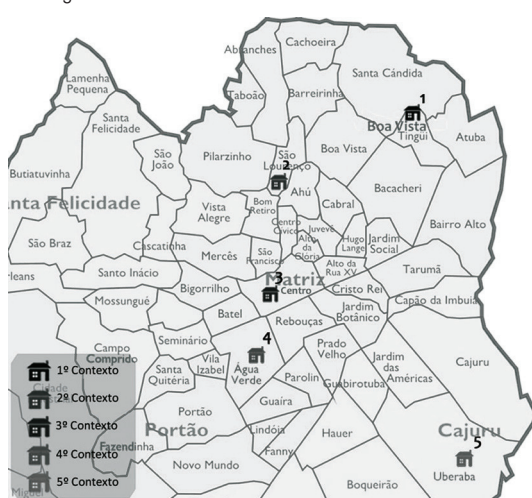 Abranches
Cachoeira
Santa Cándida
Lamenha
Pequena
Taboão
Barreirinha
1
Boa Vista
Tingui
Atuba
Santa
Felicidade
São
João
Pilarzinho
São
Lourenço
2
Boa Vista
Butiatuvinha
Ahú
Bacacheri
anta Felicidade
Vista
Alegre
Bom
Retiro
Cabral
Centro
Cívico
Juvevê
Alto
da
Glória
Hugo
Lange
Jardim
Social
Bairro Alto
São Braz
Cascatinha
Mercês
São
Francisco
Matriz
3
Centro
Alto da
Rua XV
Tarumã
rleans
Santo Inácio
Bigorrilho
Cristo Rei
Capão da Imbuia
Mossunguê
Batel
Rebouças
Jardim
Botânico
Campo
Comprido
Seminário
Vila
Izabel
4
Água
Verde
Prado
Velho
Jardim
das
Américas
Cajuru
Santa
Quitéria
Parolin
Guabirotuba
Guaíra
Cidade
Portão
Portão
Lindóia
Fanny
Hauer
Cajuru
5
Uberaba
Fazendinha
Novo Mundo
Boqueirão
Miguel
1º Contexto
2º Contexto
3º Contexto
4º Contexto
5º Contexto